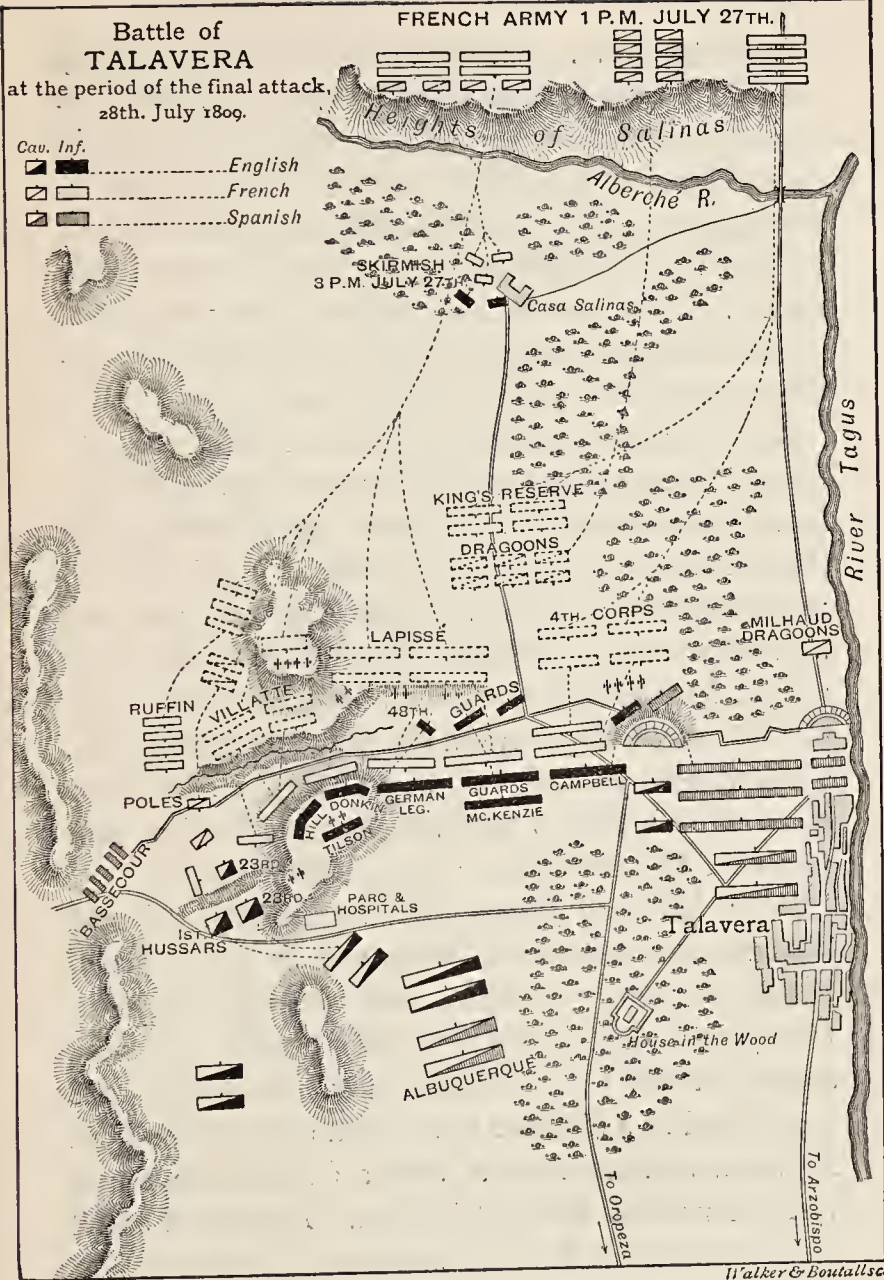 FRENCH ARMY 1 P.M. JULY 27TH.
Battle of
TALAVERA
at the period of the final attack,
28th. July 1809.
Cav. Inf.
English
French
Spanish
Heights of Salinas
Alberché R.
SKIRMISH
3 P.M. JULY 27TH.
Casa Salinas
River Tagus
KING'S RESERVE
DRAGOONS
4TH. CORPS
MILHAUD
DRAGOONS
LAPISSE
RUFFIN
VILLATTE
48TH.
GUARDS
POLES
HILL
DONKIN
TILSON
GERMAN
LEG.
GUARDS
MC.KENZIE
CAMPBELL
BASSECOUR
23RD.
23RD.
1ST.
HUSSARS
PARC &
HOSPITALS
Talavera
House in the Wood
ALBUQUERQUE
To Oropeza
To Arzobispo
Walker & Boutallsc